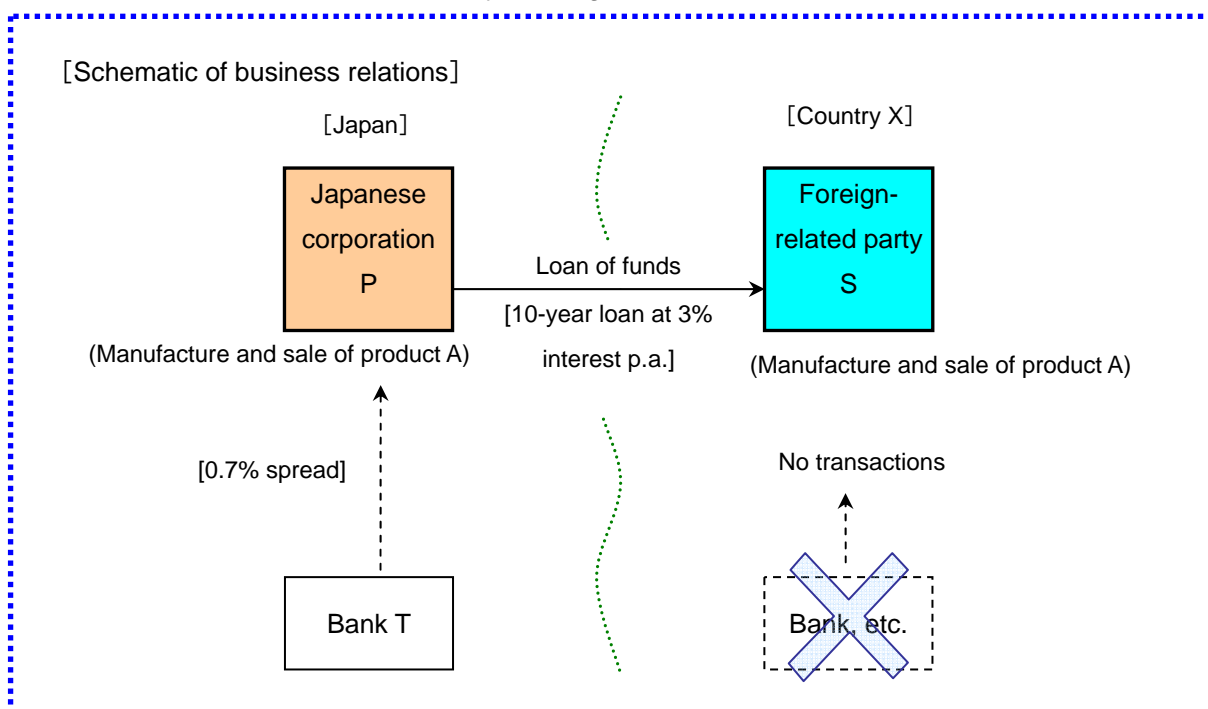 ［Schematic of business relations］
［Japan］
［Country X］
Japanese
corporation
P
Foreign-
related party
S
Loan of funds
[10-year loan at 3%
interest p.a.]
(Manufacture and sale of product A)
(Manufacture and sale of product A)
[0.7% spread]
No transactions
Bank T
Bank, etc.